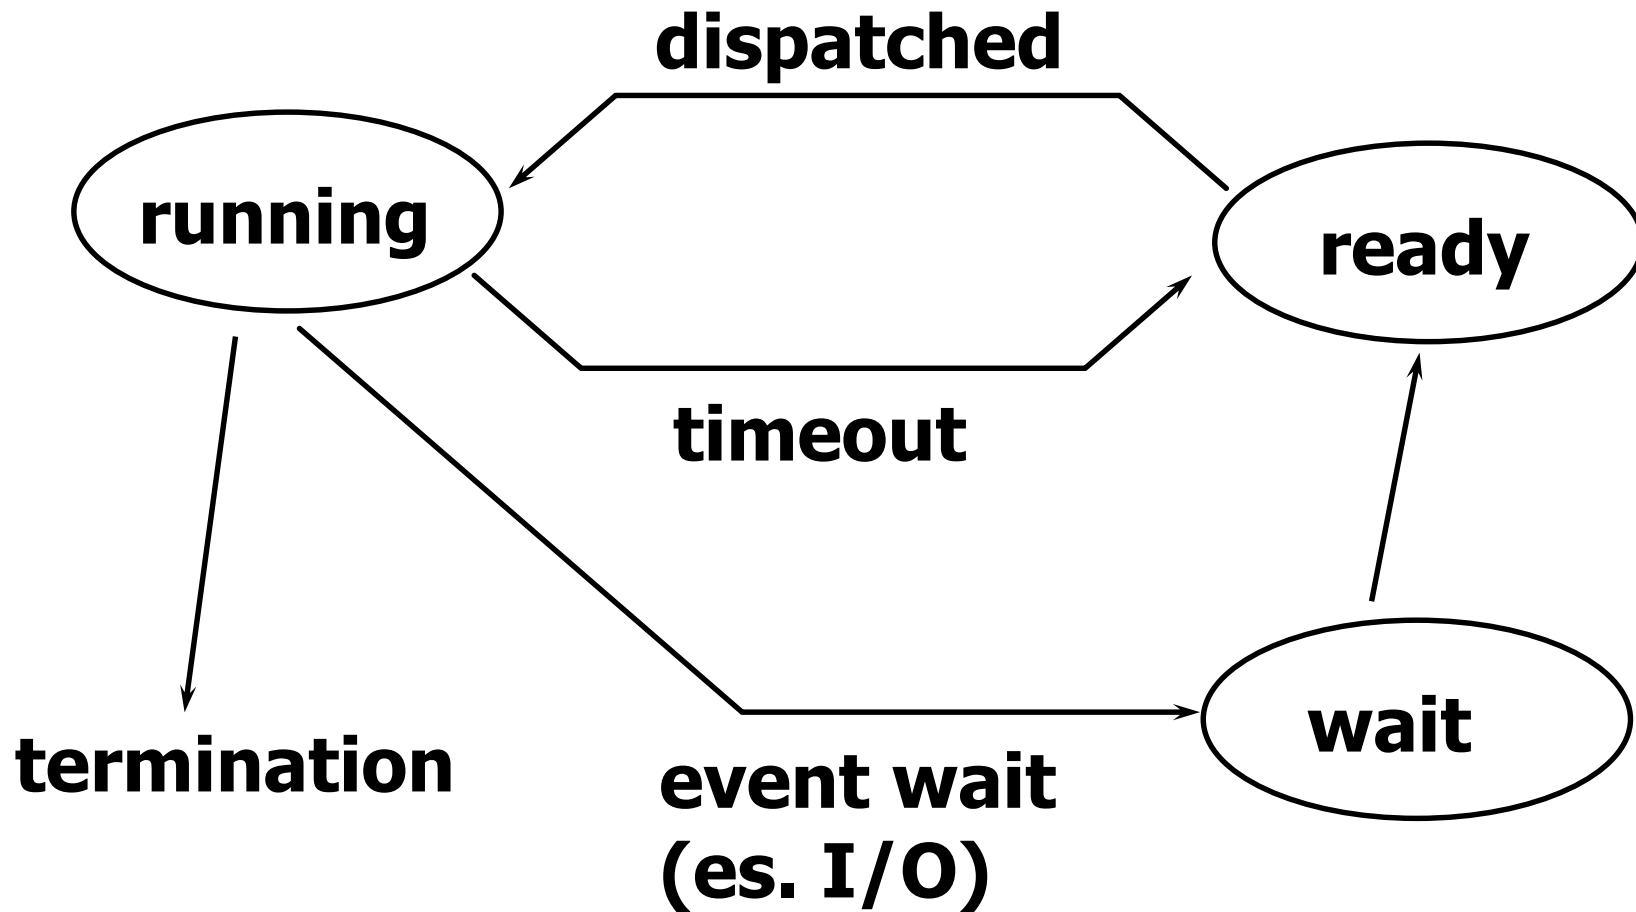 dispatched
running
ready
timeout
wait
termination
event wait
(es. I/O)